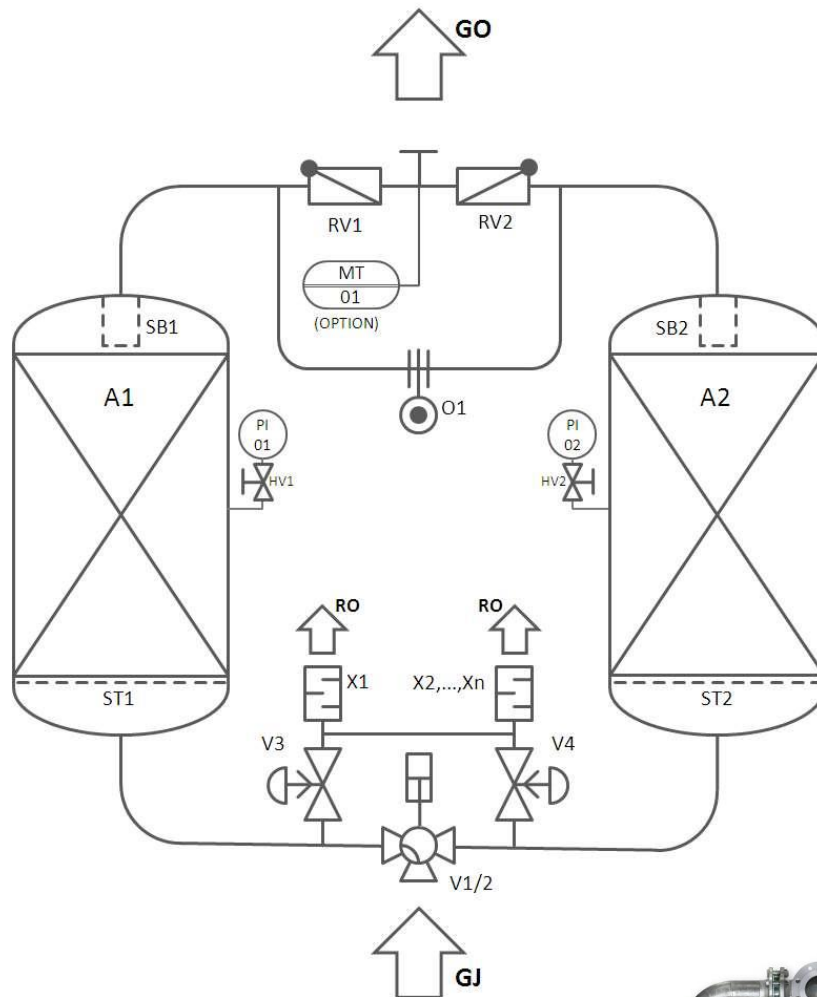 GO
RV1
RV2
MT
01
(OPTION)
SB1
SB2
A1
A2
O1
PI
01
PI
02
HV1
HV2
RO
RO
X1
X2,...,Xn
ST1
ST2
V3
V4
V1/2
GJ